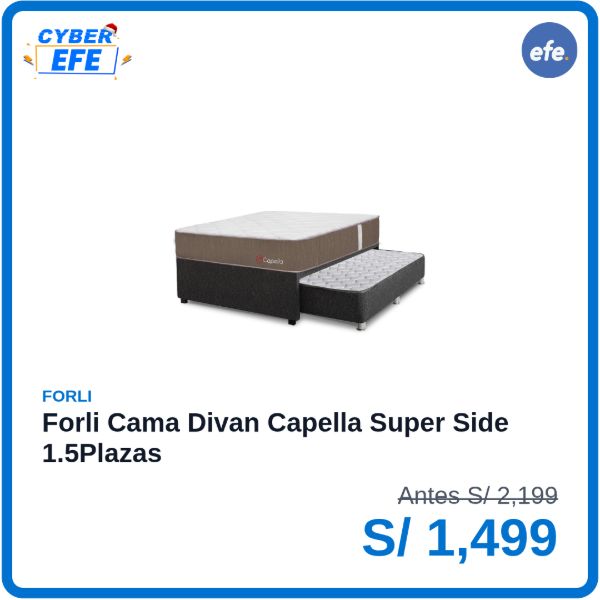 CYBER
EFE
efe.
Capella
FORLI
Forli Cama Divan Capella Super Side
1.5Plazas
Antes S/ 2,199
S/ 1,499